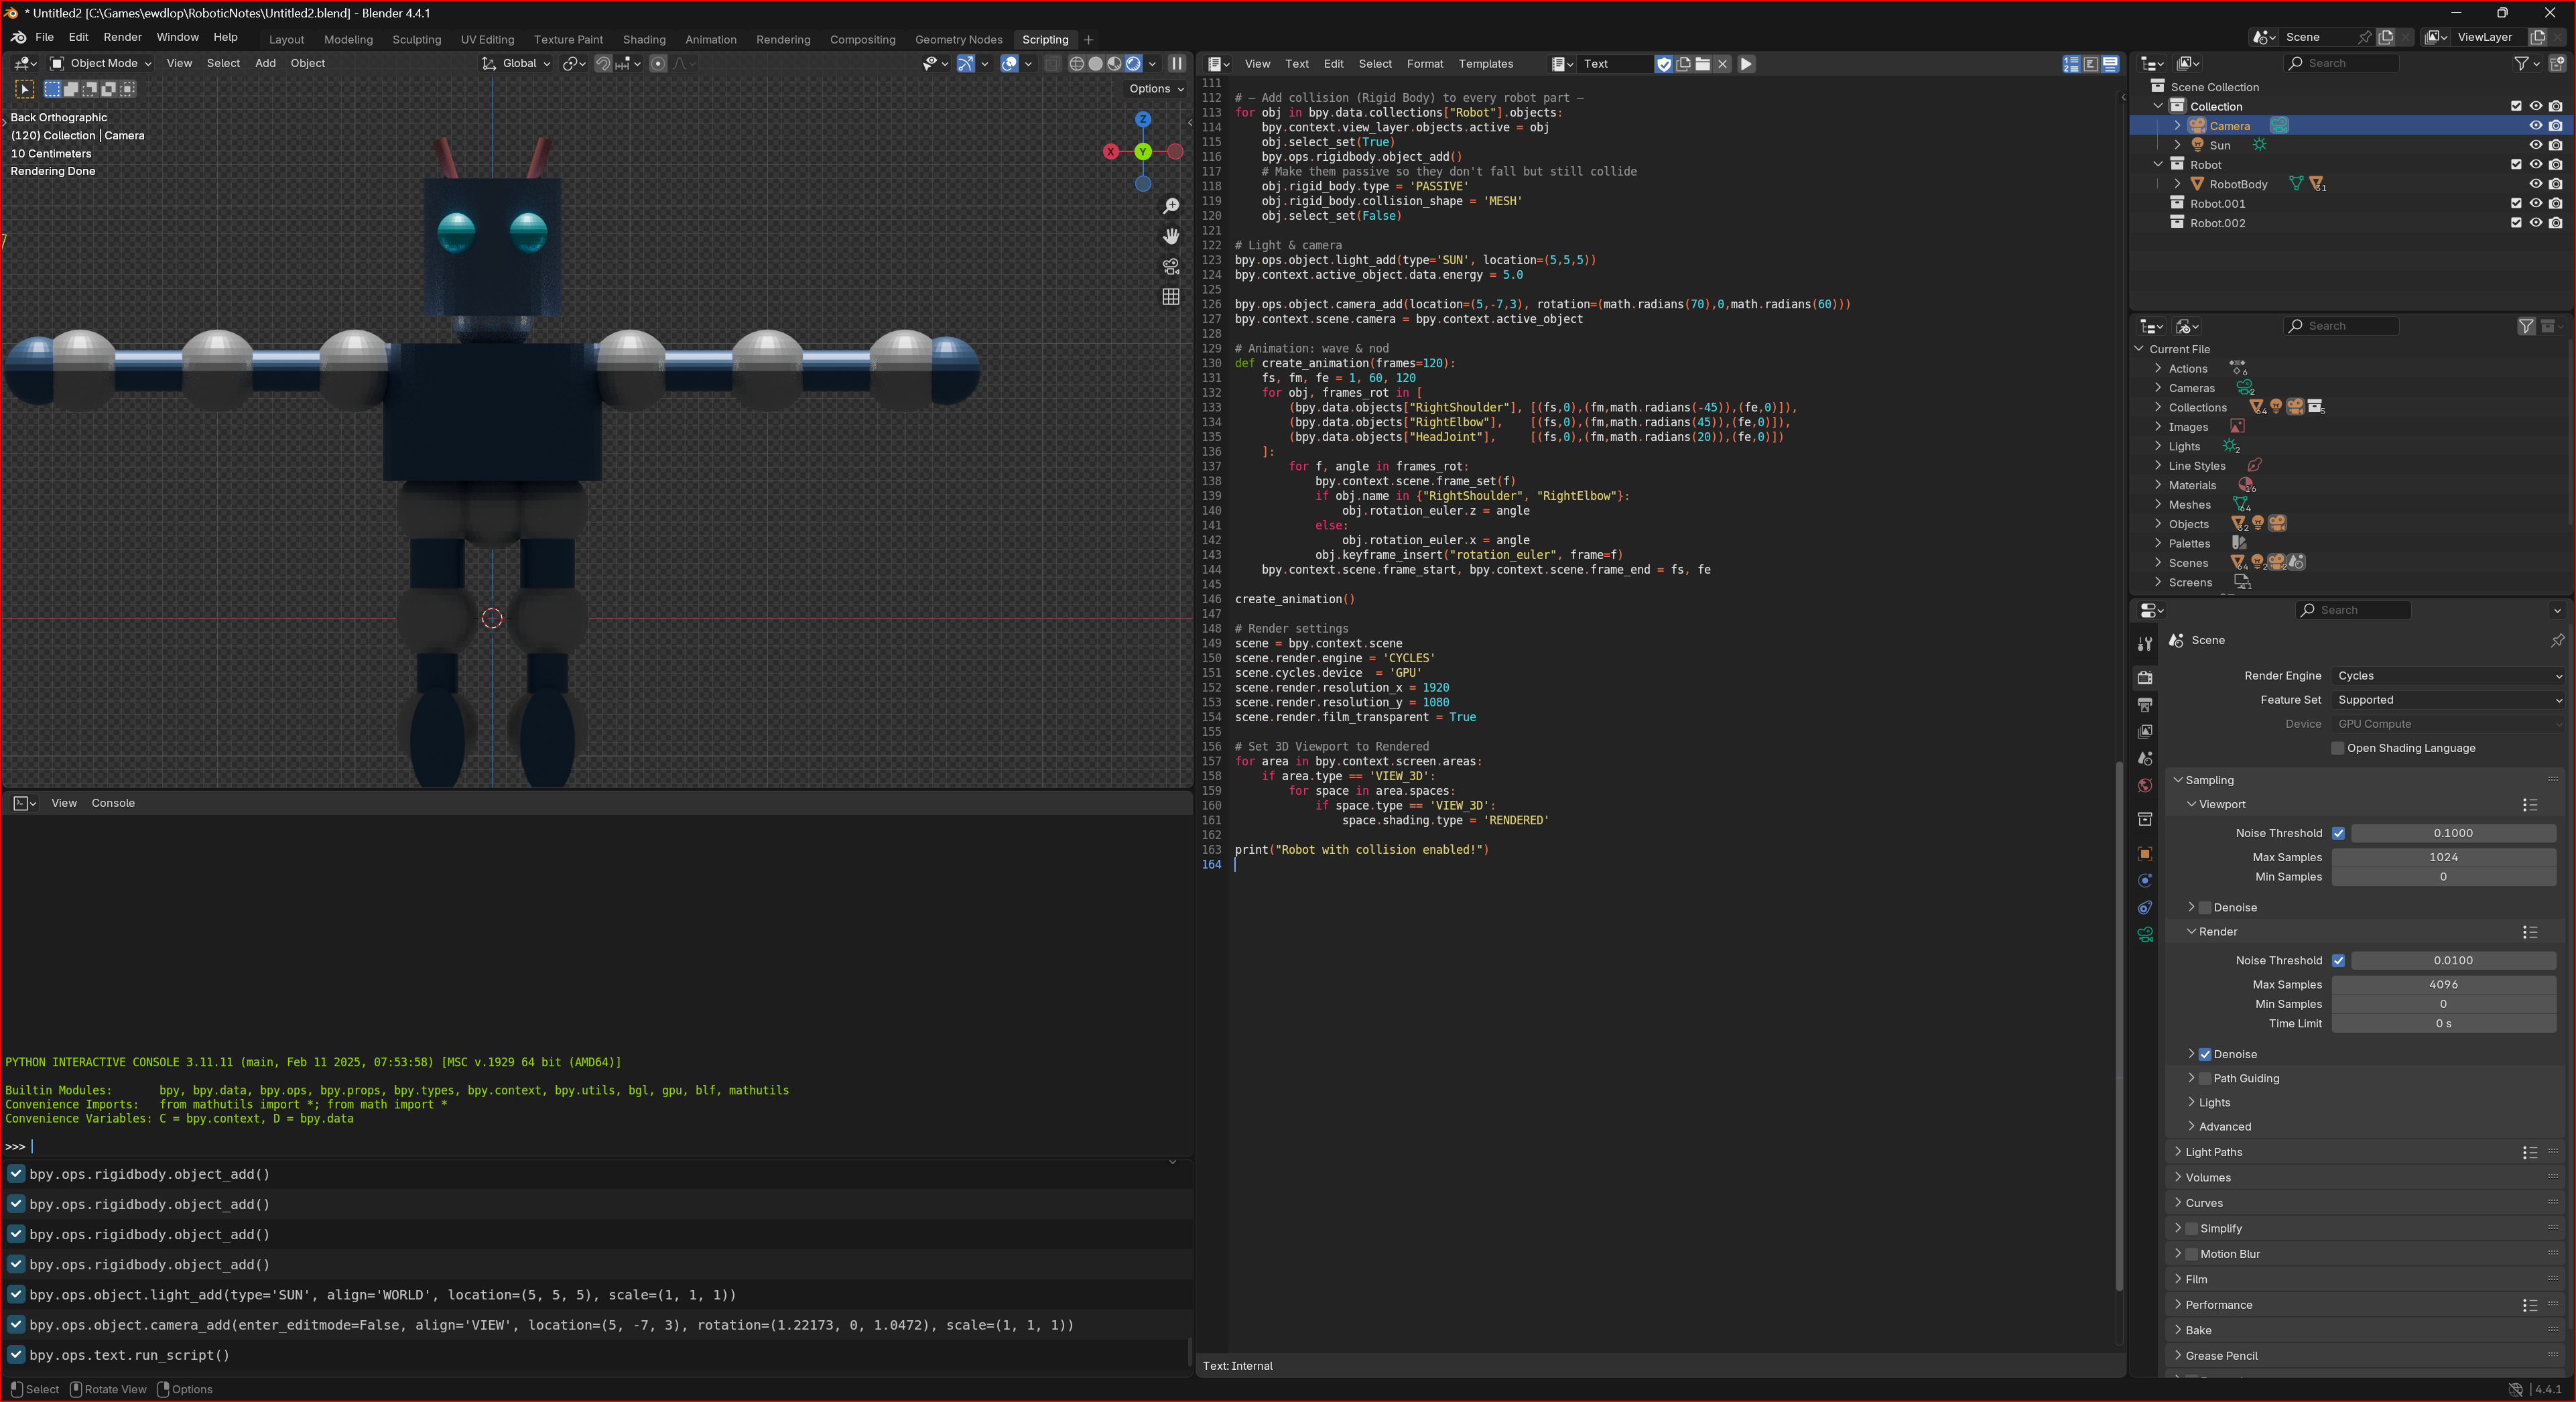 * Untitled2 [C:\Games\ewdlop\RoboticNotes\Untitled2.blend] - Blender 4.4.1
File Edit Render Window Help Layout Modeling Sculpting UV Editing Texture Paint Shading Animation Rendering Compositing Geometry Nodes Scripting + Scene ViewLayer
Object Mode View Select Add Object Global
Options
Back Orthographic
(120) Collection | Camera
10 Centimeters
Rendering Done
Z
X
Y
View Console
PYTHON INTERACTIVE CONSOLE 3.11.11 (main, Feb 11 2025, 07:53:58) [MSC v.1929 64 bit (AMD64)]
Builtin Modules: bpy, bpy.data, bpy.ops, bpy.props, bpy.types, bpy.context, bpy.utils, bgl, gpu, blf, mathutils
Convenience Imports: from mathutils import *; from math import *
Convenience Variables: C = bpy.context, D = bpy.data
>>>
bpy.ops.rigidbody.object_add()
bpy.ops.rigidbody.object_add()
bpy.ops.rigidbody.object_add()
bpy.ops.rigidbody.object_add()
bpy.ops.object.light_add(type='SUN', align='WORLD', location=(5, 5, 5), scale=(1, 1, 1))
bpy.ops.object.camera_add(enter_editmode=False, align='VIEW', location=(5, -7, 3), rotation=(1.22173, 0, 1.0472), scale=(1, 1, 1))
bpy.ops.text.run_script()
Select Rotate View Options
View Text Edit Select Format Templates Text
111
112 # — Add collision (Rigid Body) to every robot part —
113 for obj in bpy.data.collections["Robot"].objects:
114     bpy.context.view_layer.objects.active = obj
115     obj.select_set(True)
116     bpy.ops.rigidbody.object_add()
117     # Make them passive so they don't fall but still collide
118     obj.rigid_body.type = 'PASSIVE'
119     obj.rigid_body.collision_shape = 'MESH'
120     obj.select_set(False)
121
122 # Light & camera
123 bpy.ops.object.light_add(type='SUN', location=(5,5,5))
124 bpy.context.active_object.data.energy = 5.0
125
126 bpy.ops.object.camera_add(location=(5,-7,3), rotation=(math.radians(70),0,math.radians(60)))
127 bpy.context.scene.camera = bpy.context.active_object
128
129 # Animation: wave & nod
130 def create_animation(frames=120):
131     fs, fm, fe = 1, 60, 120
132     for obj, frames_rot in [
133         (bpy.data.objects["RightShoulder"], [(fs,0),(fm,math.radians(-45)),(fe,0)]),
134         (bpy.data.objects["RightElbow"],    [(fs,0),(fm,math.radians(45)),(fe,0)]),
135         (bpy.data.objects["HeadJoint"],     [(fs,0),(fm,math.radians(20)),(fe,0)])
136     ]:
137         for f, angle in frames_rot:
138             bpy.context.scene.frame_set(f)
139             if obj.name in {"RightShoulder", "RightElbow"}:
140                 obj.rotation_euler.z = angle
141             else:
142                 obj.rotation_euler.x = angle
143             obj.keyframe_insert("rotation_euler", frame=f)
144     bpy.context.scene.frame_start, bpy.context.scene.frame_end = fs, fe
145
146 create_animation()
147
148 # Render settings
149 scene = bpy.context.scene
150 scene.render.engine = 'CYCLES'
151 scene.cycles.device  = 'GPU'
152 scene.render.resolution_x = 1920
153 scene.render.resolution_y = 1080
154 scene.render.film_transparent = True
155
156 # Set 3D Viewport to Rendered
157 for area in bpy.context.screen.areas:
158     if area.type == 'VIEW_3D':
159         for space in area.spaces:
160             if space.type == 'VIEW_3D':
161                 space.shading.type = 'RENDERED'
162
163 print("Robot with collision enabled!")
164
Text: Internal
Search
Scene Collection
Collection
Camera
Sun
Robot
RobotBody 31
Robot.001
Robot.002
Search
Current File
Actions 6
Cameras 2
Collections 64 5
Images
Lights 2
Line Styles
Materials 16
Meshes 64
Objects 32
Palettes
Scenes 64 2 2
Screens
Search
Scene
Render Engine Cycles
Feature Set Supported
Device GPU Compute
Open Shading Language
Sampling
Viewport
Noise Threshold 0.1000
Max Samples 1024
Min Samples 0
Denoise
Render
Noise Threshold 0.0100
Max Samples 4096
Min Samples 0
Time Limit 0 s
Denoise
Path Guiding
Lights
Advanced
Light Paths
Volumes
Curves
Simplify
Motion Blur
Film
Performance
Bake
Grease Pencil
4.4.1